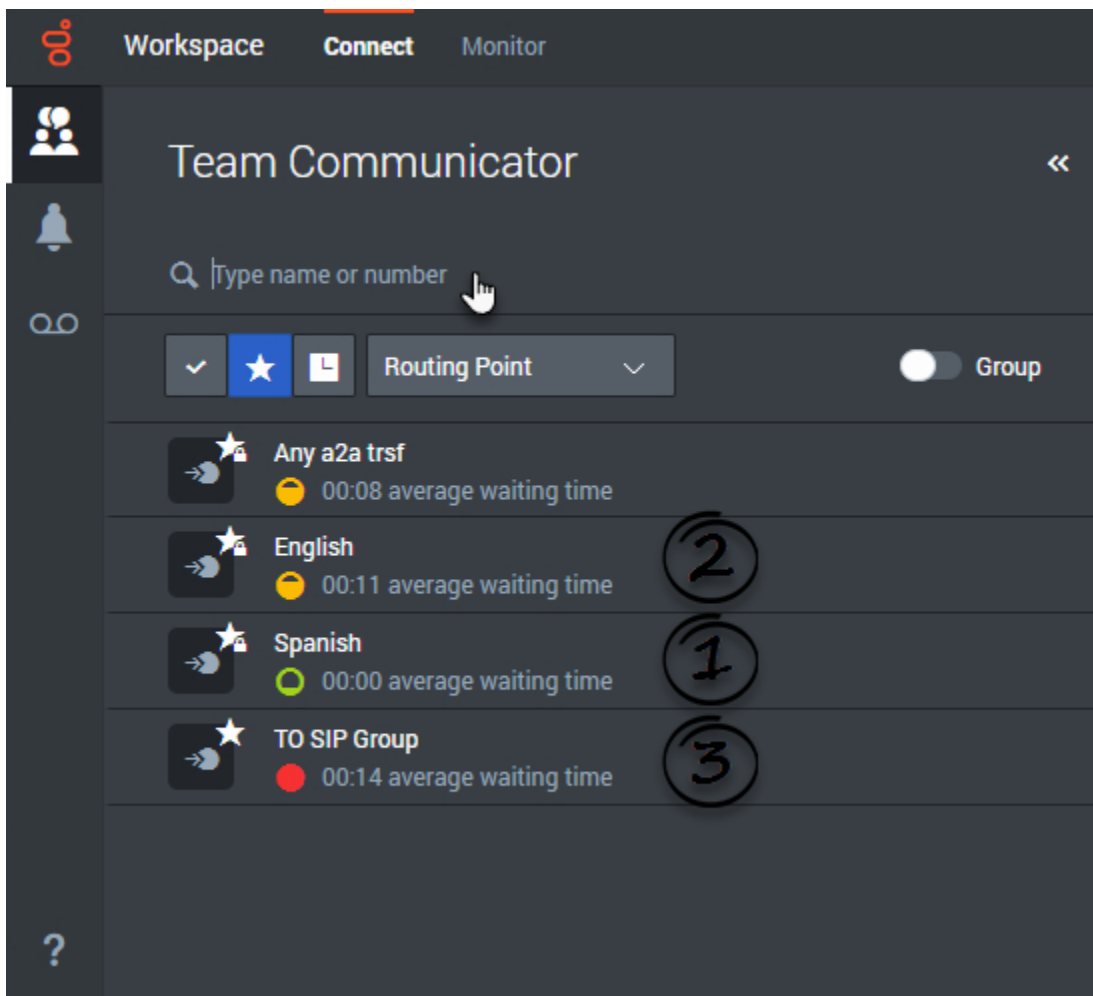 Workspace Connect Monitor
Team Communicator
Type name or number
Routing Point Group
Any a2a trsf
00:08 average waiting time
English
00:11 average waiting time
2
Spanish
00:00 average waiting time
1
TO SIP Group
00:14 average waiting time
3
?